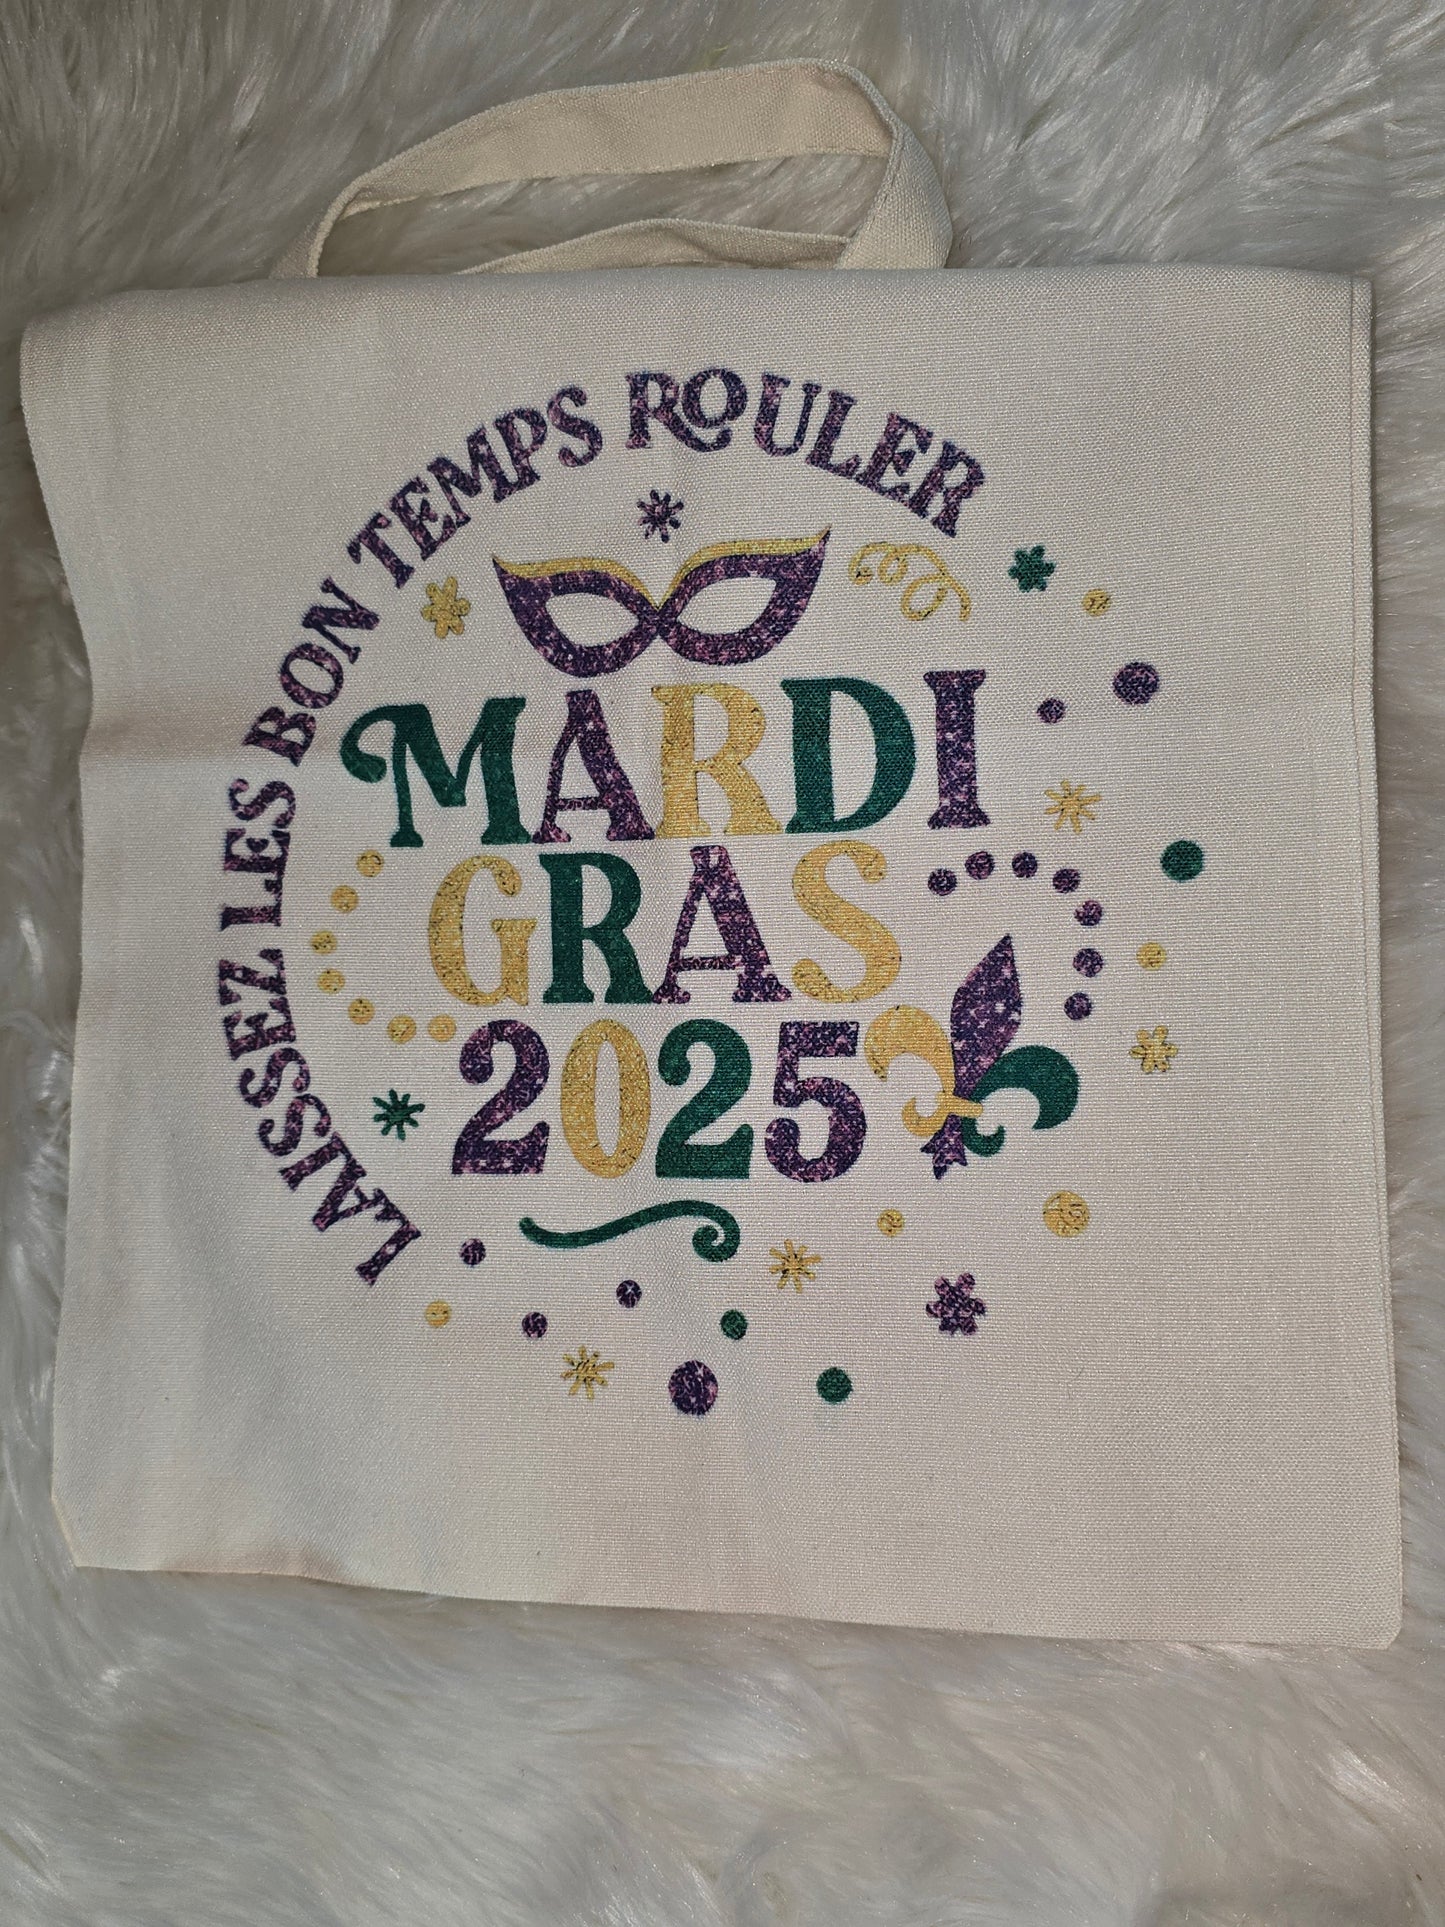 LAISSEZ LES BON TEMPS ROULER
MARDI
GRAS
2025